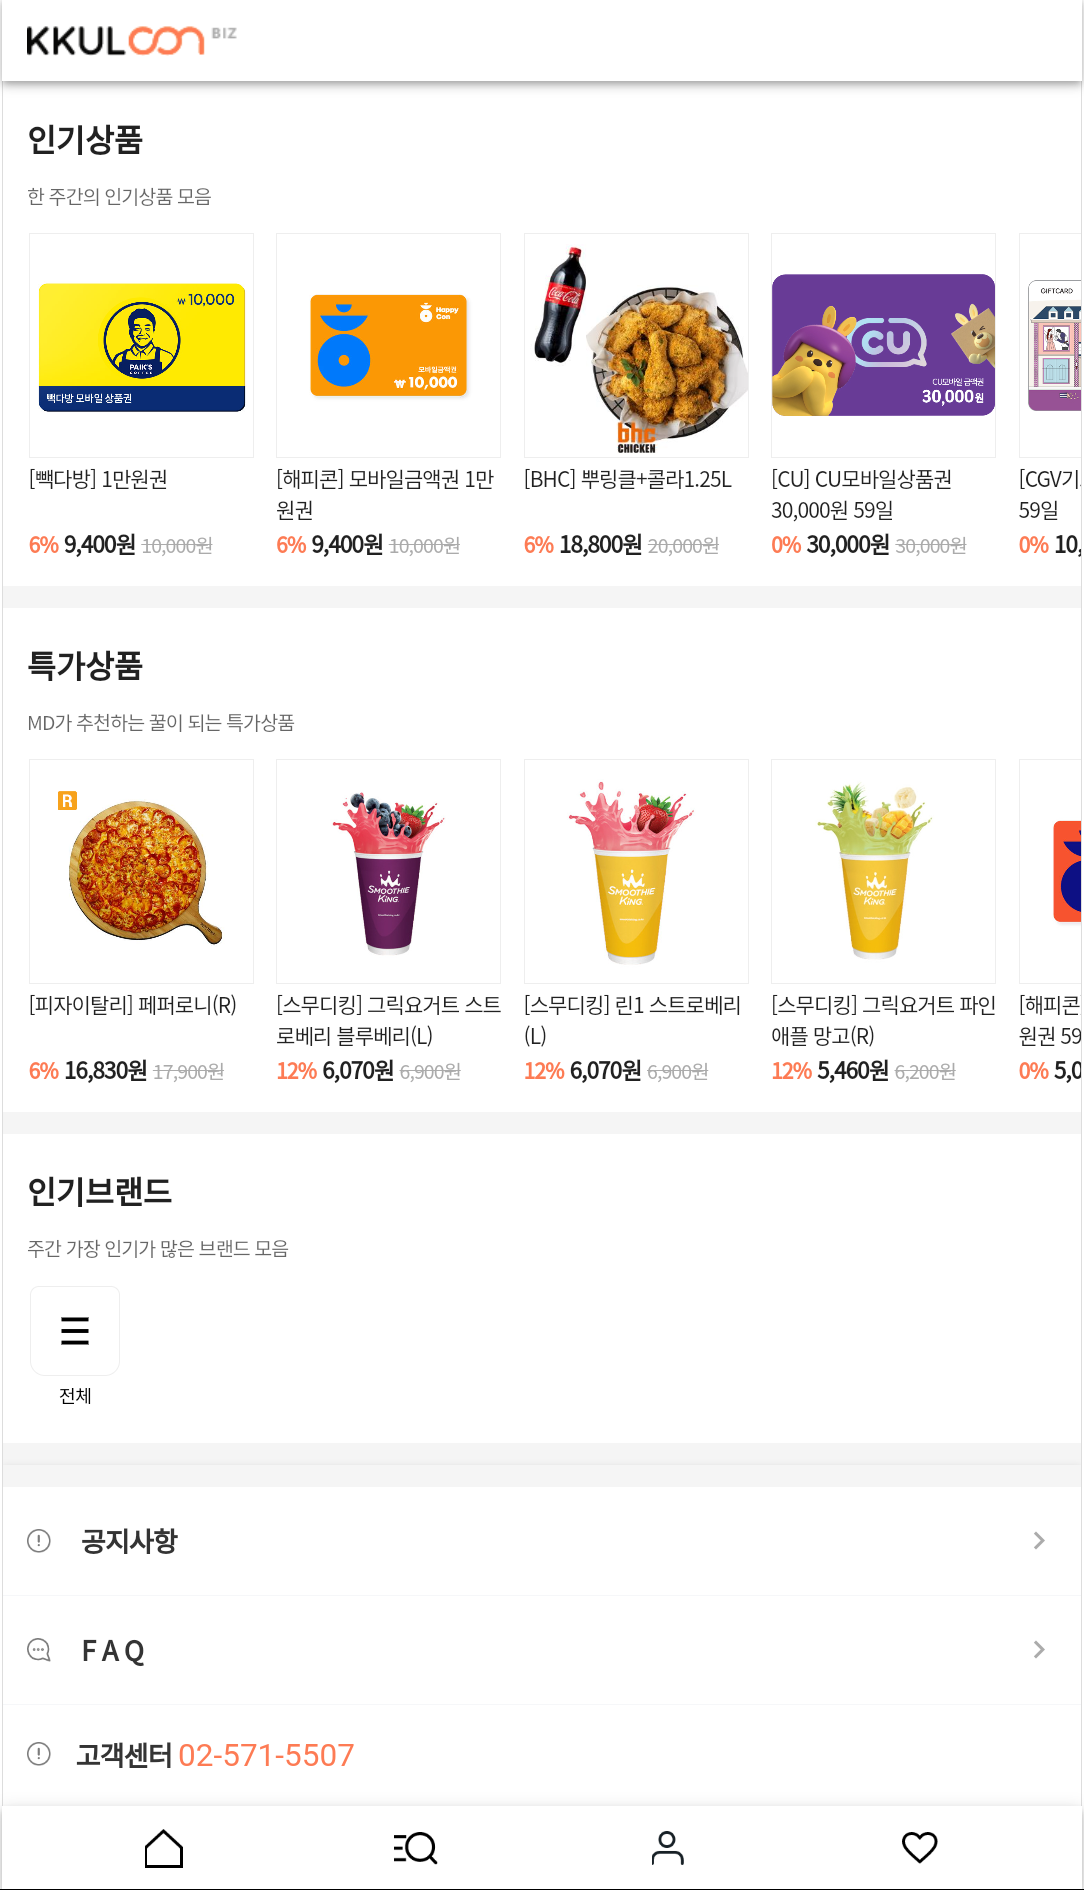 KKULCON BIZ
인기상품
한 주간의 인기상품 모음
₩ 10,000
PAIK'S
COFFEE
빽다방 모바일 상품권
Happy
Con
모바일금액권
₩ 10,000
Coca-Cola
bhc
CHICKEN
CU
CU모바일 금액권
30,000원
GIFTCARD
[빽다방] 1만원권
6% 9,400원 10,000원
[해피콘] 모바일금액권 1만
원권
6% 9,400원 10,000원
[BHC] 뿌링클+콜라1.25L
6% 18,800원 20,000원
[CU] CU모바일상품권
30,000원 59일
0% 30,000원 30,000원
[CGV기
59일
0% 10,
특가상품
MD가 추천하는 꿀이 되는 특가상품
R
SMOOTHIE
KING
SMOOTHIE
KING
SMOOTHIE
KING
[피자이탈리] 페퍼로니(R)
6% 16,830원 17,900원
[스무디킹] 그릭요거트 스트
로베리 블루베리(L)
12% 6,070원 6,900원
[스무디킹] 린1 스트로베리
(L)
12% 6,070원 6,900원
[스무디킹] 그릭요거트 파인
애플 망고(R)
12% 5,460원 6,200원
[해피콘
원권 59
0% 5,0
인기브랜드
주간 가장 인기가 많은 브랜드 모음
전체
공지사항
F A Q
고객센터 02-571-5507